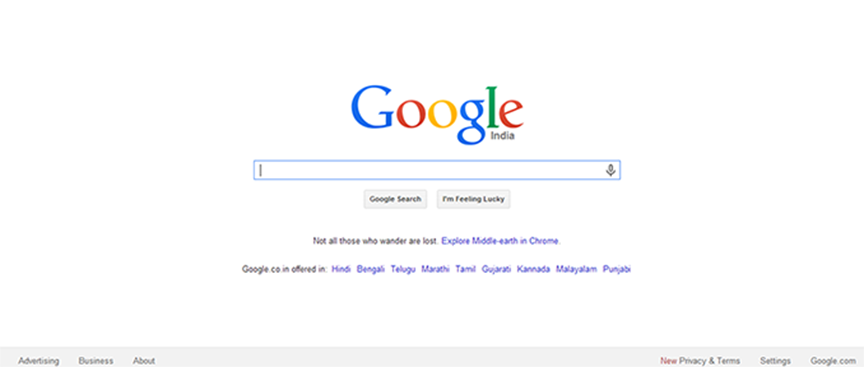 Google
India
Google Search I'm Feeling Lucky
Not all those who wander are lost. Explore Middle-earth in Chrome.
Google.co.in offered in: Hindi Bengali Telugu Marathi Tamil Gujarati Kannada Malayalam Punjabi
Advertising Business About New Privacy & Terms Settings Google.com